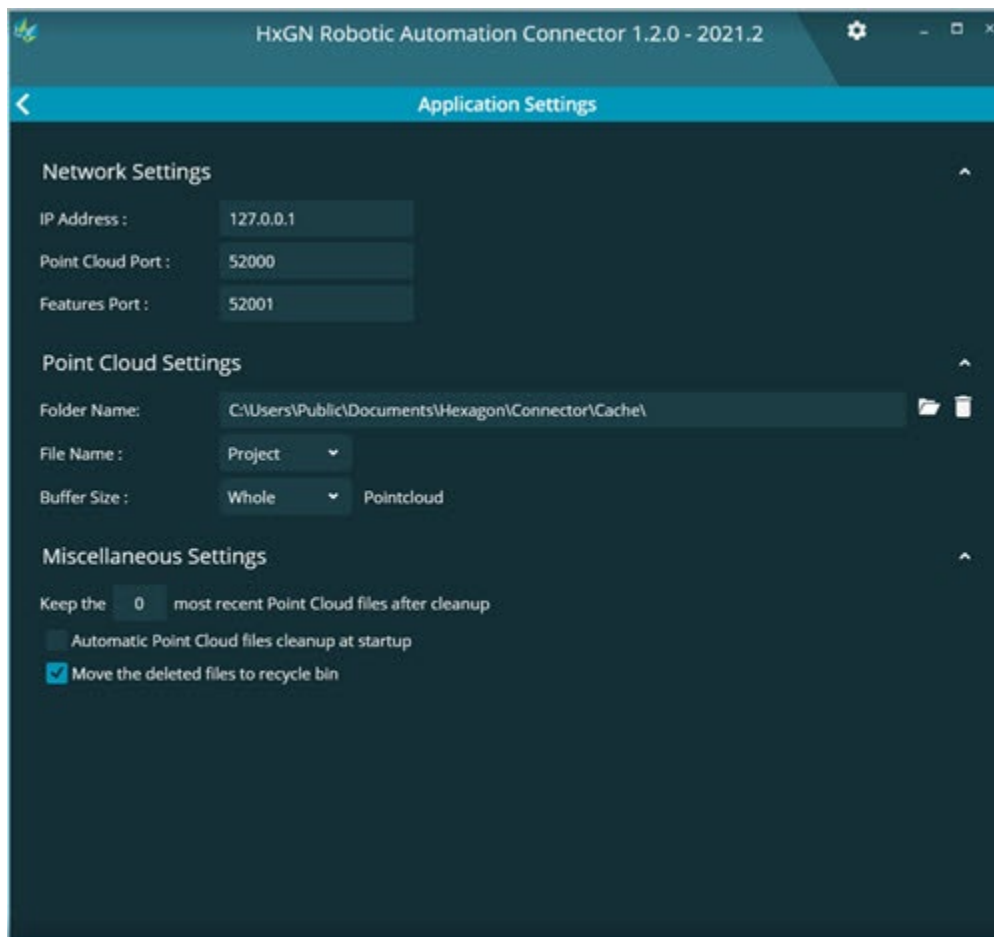 HxGN Robotic Automation Connector 1.2.0 - 2021.2
Application Settings
Network Settings
IP Address : 127.0.0.1
Point Cloud Port : 52000
Features Port : 52001
Point Cloud Settings
Folder Name: C:\Users\Public\Documents\Hexagon\Connector\Cache\
File Name : Project
Buffer Size : Whole Pointcloud
Miscellaneous Settings
Keep the 0 most recent Point Cloud files after cleanup
Automatic Point Cloud files cleanup at startup
Move the deleted files to recycle bin